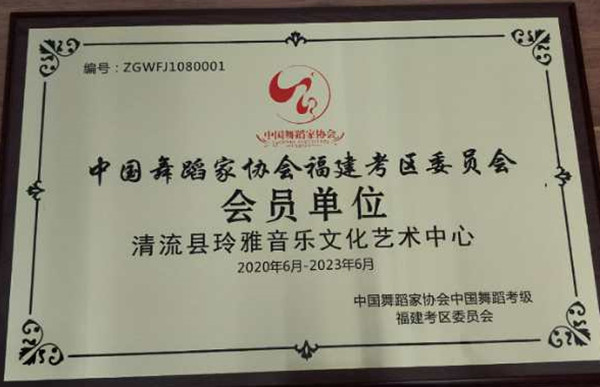 编号：ZGWFJ1080001
中国舞蹈家协会
中国舞蹈家协会福建考区委员会
会员单位
清流县玲雅音乐文化艺术中心
2020年6月-2023年6月
中国舞蹈家协会中国舞蹈考级
福建考区委员会